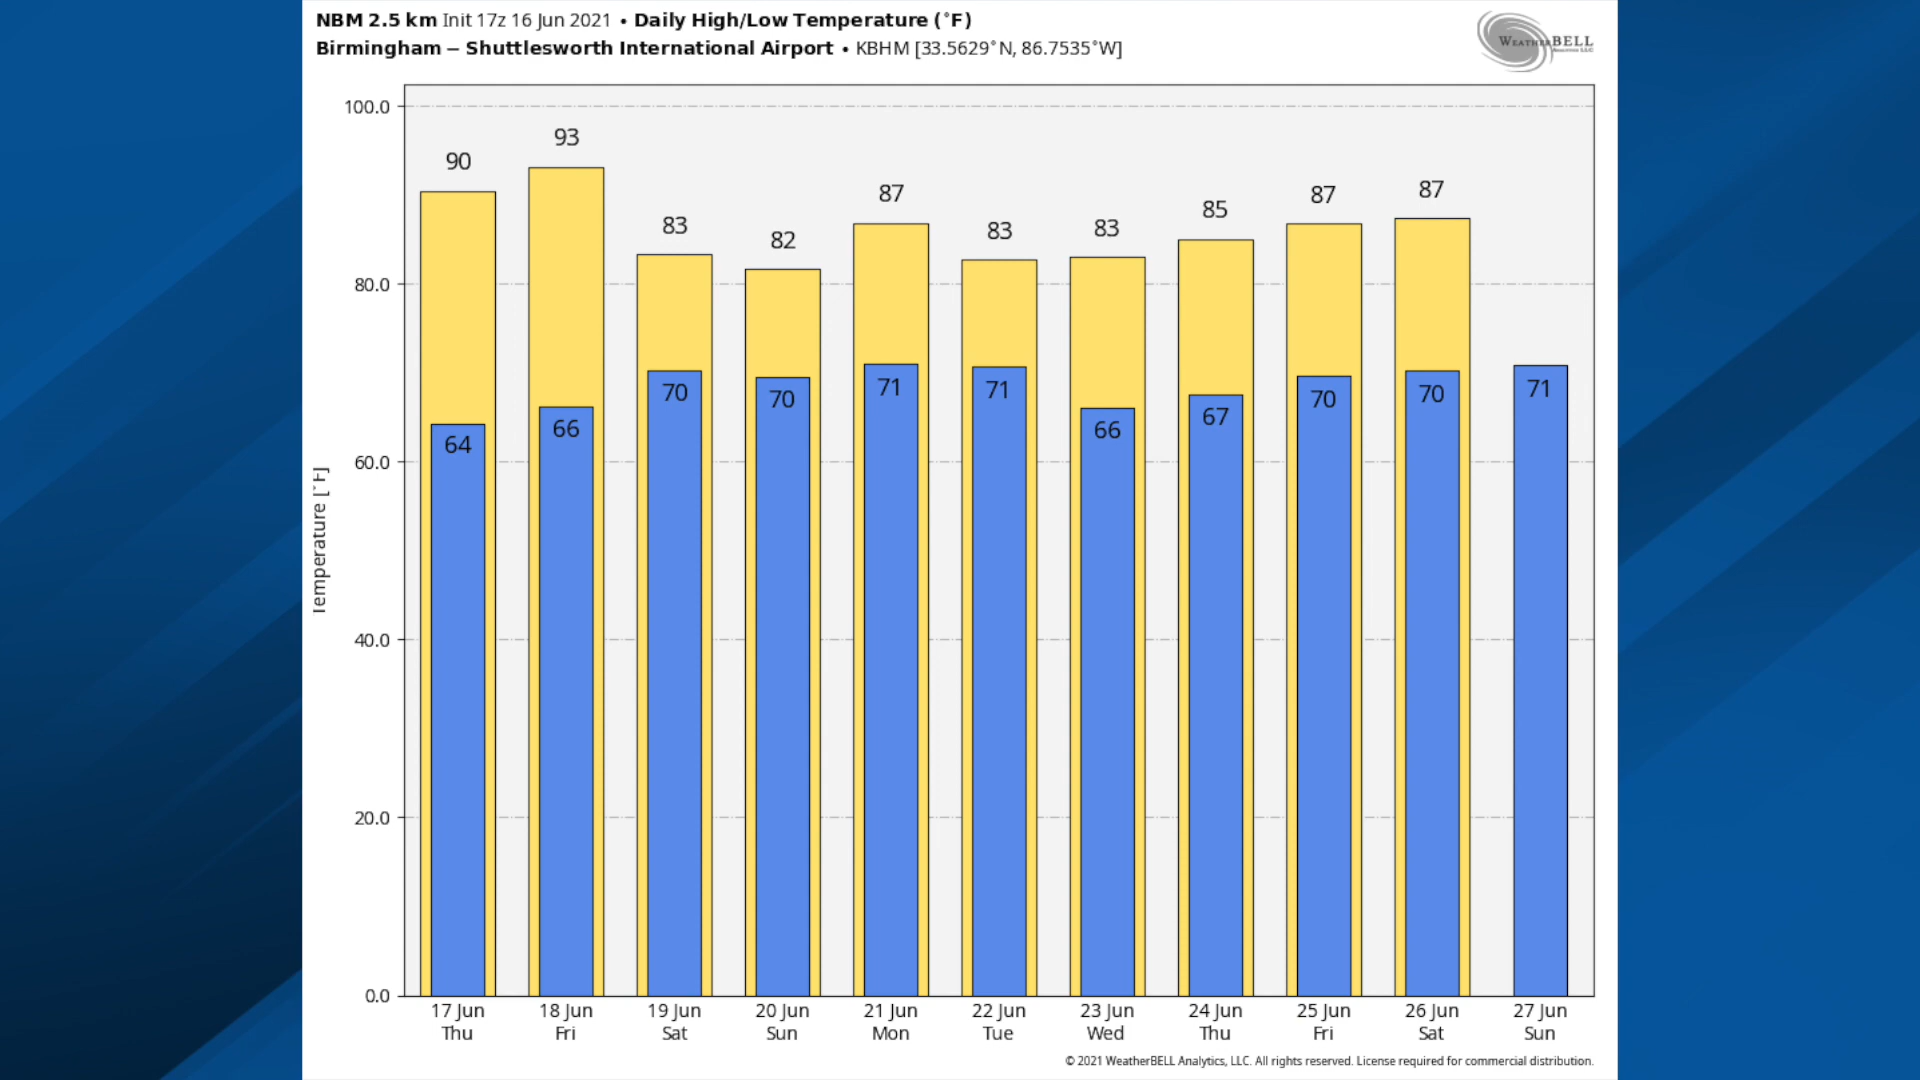 NBM 2.5 km Init 17z 16 Jun 2021 • Daily High/Low Temperature (°F)
Birmingham – Shuttlesworth International Airport • KBHM [33.5629°N, 86.7535°W]
WEATHERBELL
100.0
80.0
60.0
40.0
20.0
0.0
Temperature [°F]
90 93 83 82 87 83 83 85 87 87
64 66 70 70 71 71 66 67 70 70 71
17 Jun 18 Jun 19 Jun 20 Jun 21 Jun 22 Jun 23 Jun 24 Jun 25 Jun 26 Jun 27 Jun
Thu Fri Sat Sun Mon Tue Wed Thu Fri Sat Sun
© 2021 WeatherBELL Analytics, LLC. All rights reserved. License required for commercial distribution.